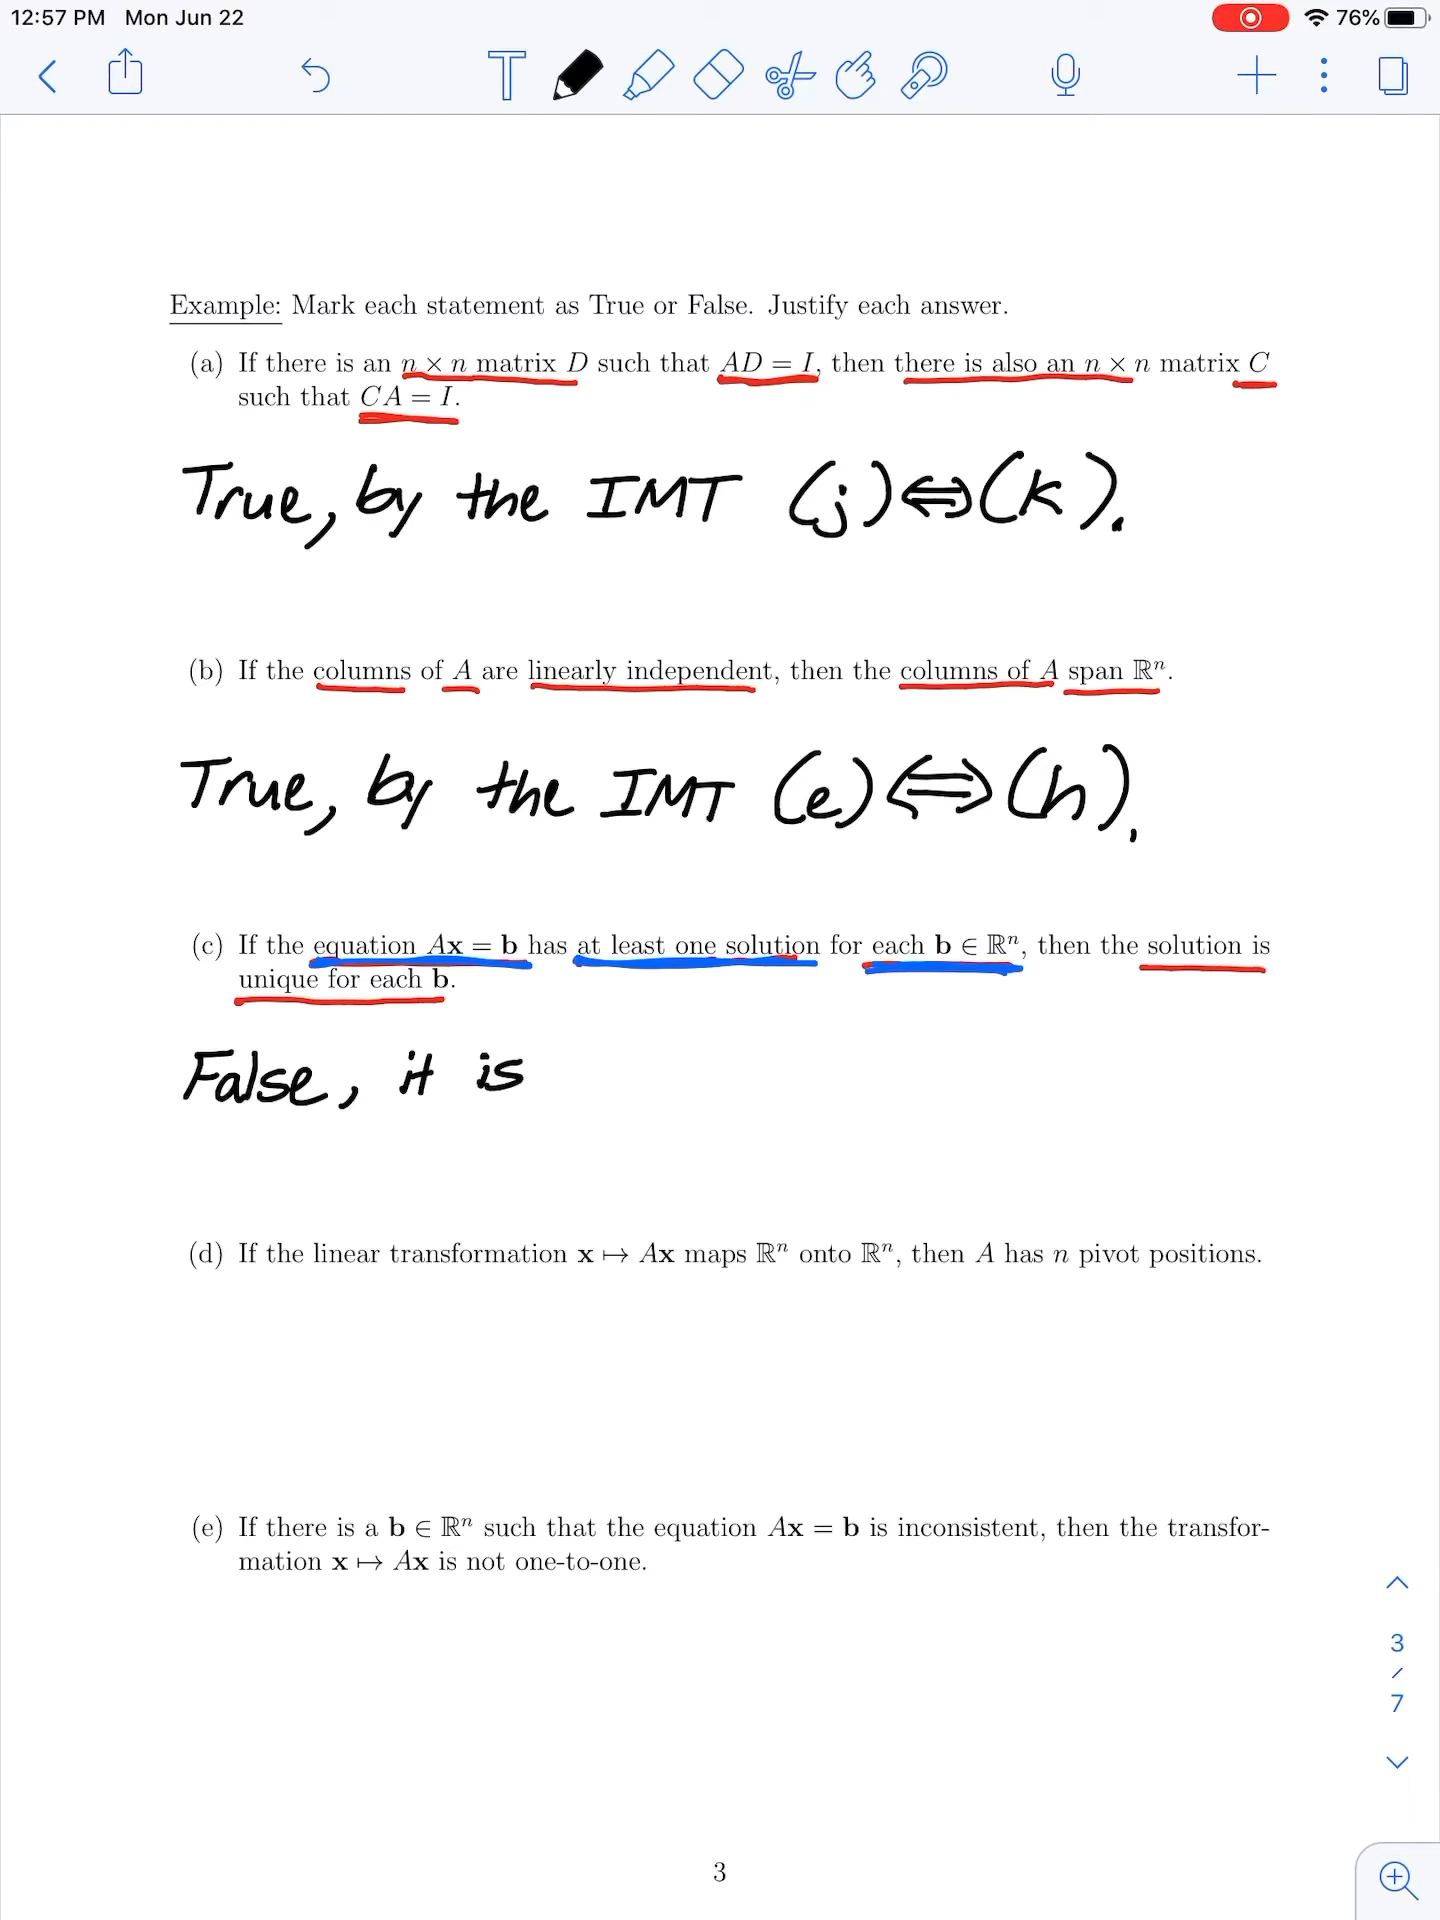 12:57 PM Mon Jun 22
76%
T
Example: Mark each statement as True or False. Justify each answer.
(a) If there is an n × n matrix D such that AD = I, then there is also an n × n matrix C
such that CA = I.
True, by the IMT (j)⇔(k).
(b) If the columns of A are linearly independent, then the columns of A span ℝⁿ.
True, by the IMT (e)⇔(h).
(c) If the equation Ax = b has at least one solution for each b ∈ ℝⁿ, then the solution is
unique for each b.
False, it is
(d) If the linear transformation x ↦ Ax maps ℝⁿ onto ℝⁿ, then A has n pivot positions.
(e) If there is a b ∈ ℝⁿ such that the equation Ax = b is inconsistent, then the transfor-
mation x ↦ Ax is not one-to-one.
3
/
7
3